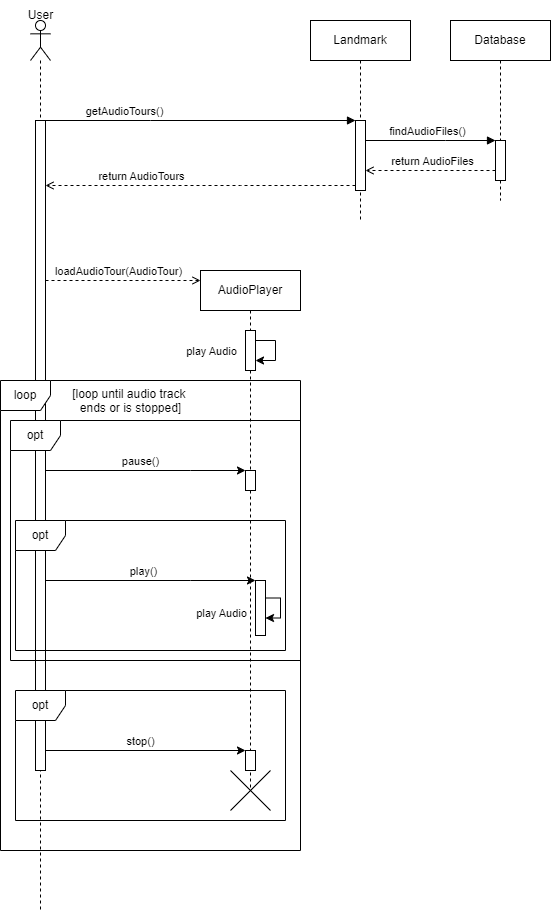 User
Landmark
Database
getAudioTours()
findAudioFiles()
return AudioFiles
return AudioTours
loadAudioTour(AudioTour)
AudioPlayer
play Audio
loop
[loop until audio track
ends or is stopped]
opt
pause()
opt
play()
play Audio
opt
stop()